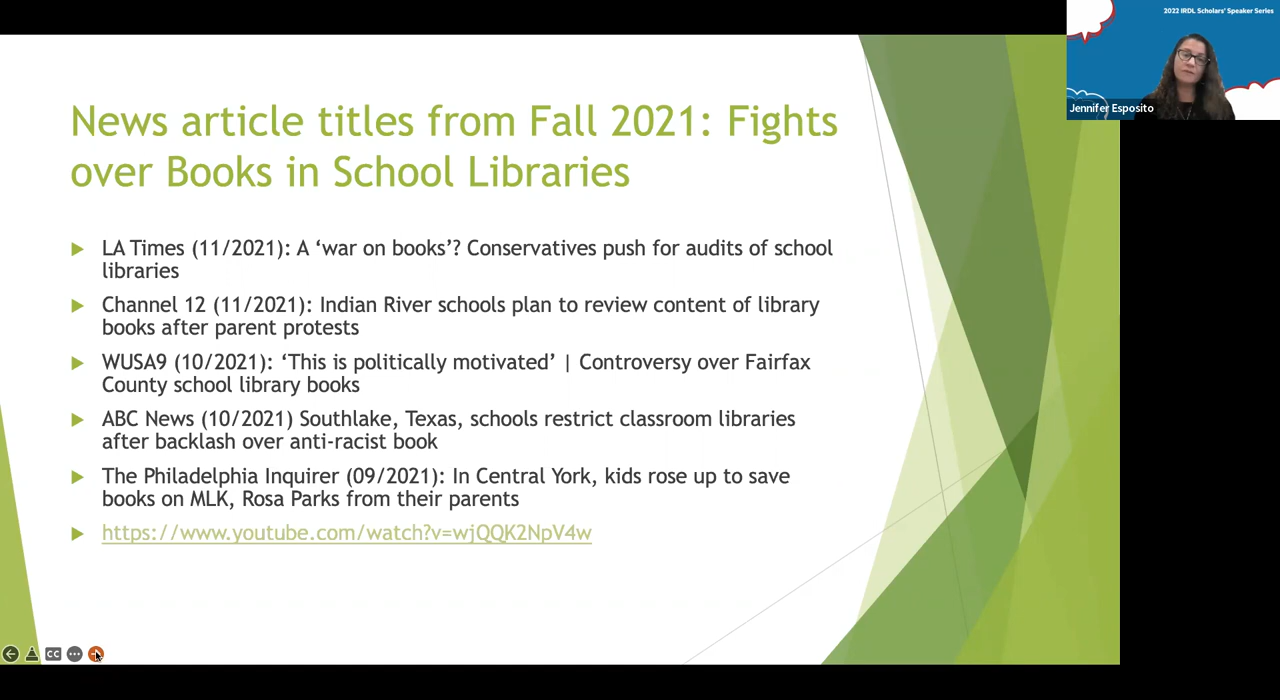 2022 IRDL Scholars' Speaker Series
Jennifer Esposito
News article titles from Fall 2021: Fights
over Books in School Libraries
LA Times (11/2021): A ‘war on books’? Conservatives push for audits of school
libraries
Channel 12 (11/2021): Indian River schools plan to review content of library
books after parent protests
WUSA9 (10/2021): ‘This is politically motivated’ | Controversy over Fairfax
County school library books
ABC News (10/2021) Southlake, Texas, schools restrict classroom libraries
after backlash over anti-racist book
The Philadelphia Inquirer (09/2021): In Central York, kids rose up to save
books on MLK, Rosa Parks from their parents
https://www.youtube.com/watch?v=wjQQK2NpV4w
CC